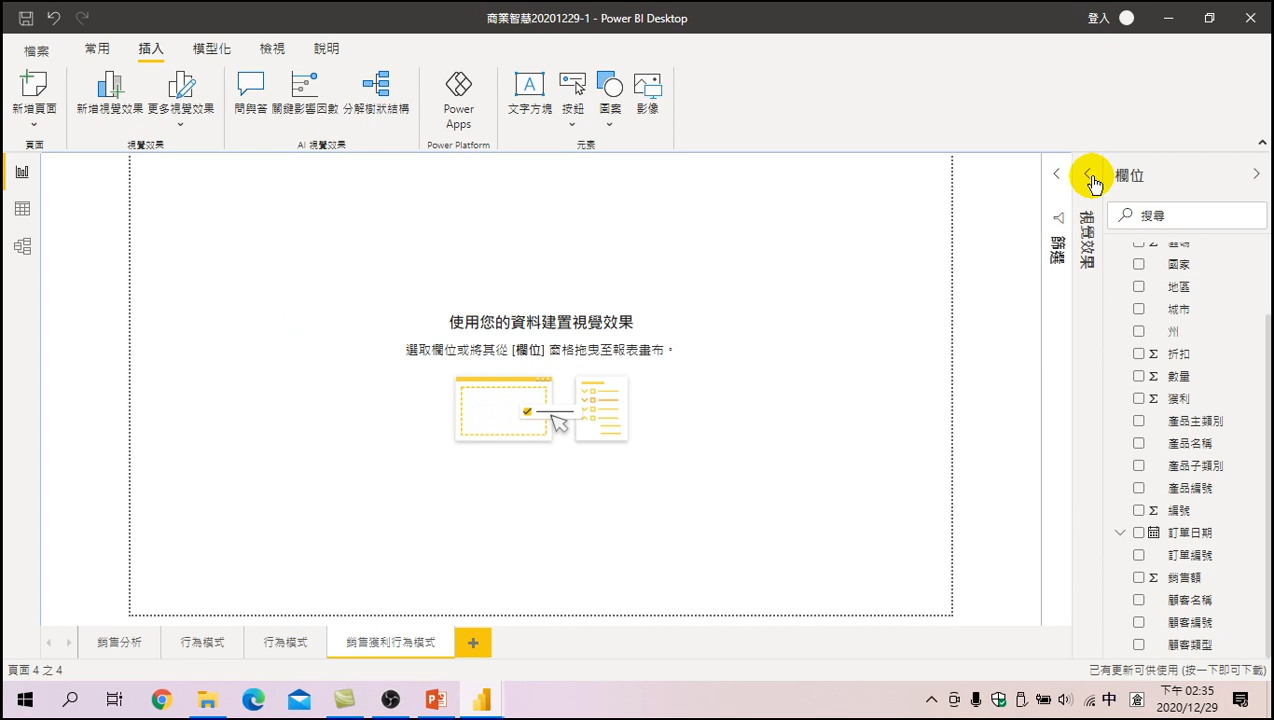 商業智慧20201229-1 - Power BI Desktop
登入
檔案 常用 插入 模型化 檢視 說明
新增頁面 新增視覺效果 更多視覺效果 問與答 關鍵影響因數 分解樹狀結構 Power Apps 文字方塊 按鈕 圖案 影像
頁面 視覺效果 AI 視覺效果 Power Platform 元素
使用您的資料建置視覺效果
選取欄位或將其從 [欄位] 窗格拖曳至報表畫布。
篩選
視覺效果
欄位
搜尋
國家
地區
城市
州
折扣
數量
獲利
產品主類別
產品名稱
產品子類別
產品編號
編號
訂單日期
訂單編號
銷售額
顧客名稱
顧客編號
顧客類型
銷售分析 行為模式 行為模式 銷售獲利行為模式
頁面 4 之 4
已有更新可供使用 (按一下即可下載)
中 倉 下午 02:35
2020/12/29